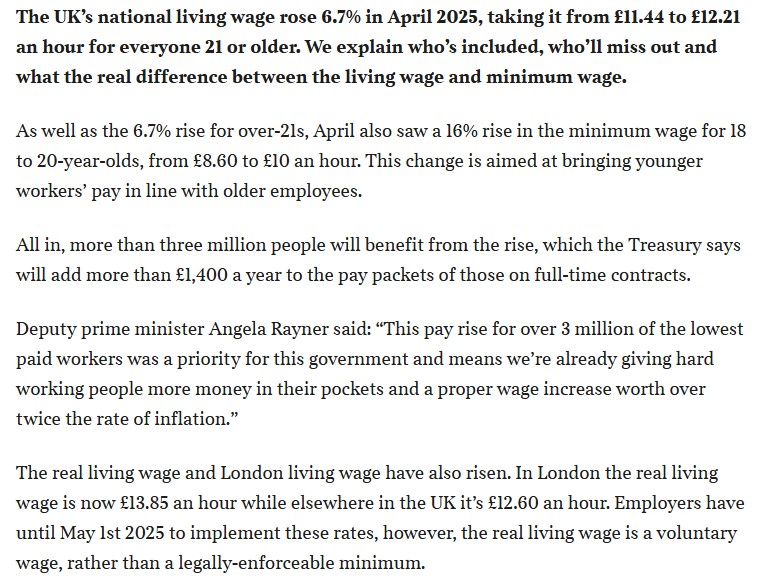 The UK’s national living wage rose 6.7% in April 2025, taking it from £11.44 to £12.21
an hour for everyone 21 or older. We explain who’s included, who’ll miss out and
what the real difference between the living wage and minimum wage.
As well as the 6.7% rise for over-21s, April also saw a 16% rise in the minimum wage for 18
to 20-year-olds, from £8.60 to £10 an hour. This change is aimed at bringing younger
workers’ pay in line with older employees.
All in, more than three million people will benefit from the rise, which the Treasury says
will add more than £1,400 a year to the pay packets of those on full-time contracts.
Deputy prime minister Angela Rayner said: “This pay rise for over 3 million of the lowest
paid workers was a priority for this government and means we’re already giving hard
working people more money in their pockets and a proper wage increase worth over
twice the rate of inflation.”
The real living wage and London living wage have also risen. In London the real living
wage is now £13.85 an hour while elsewhere in the UK it’s £12.60 an hour. Employers have
until May 1st 2025 to implement these rates, however, the real living wage is a voluntary
wage, rather than a legally-enforceable minimum.